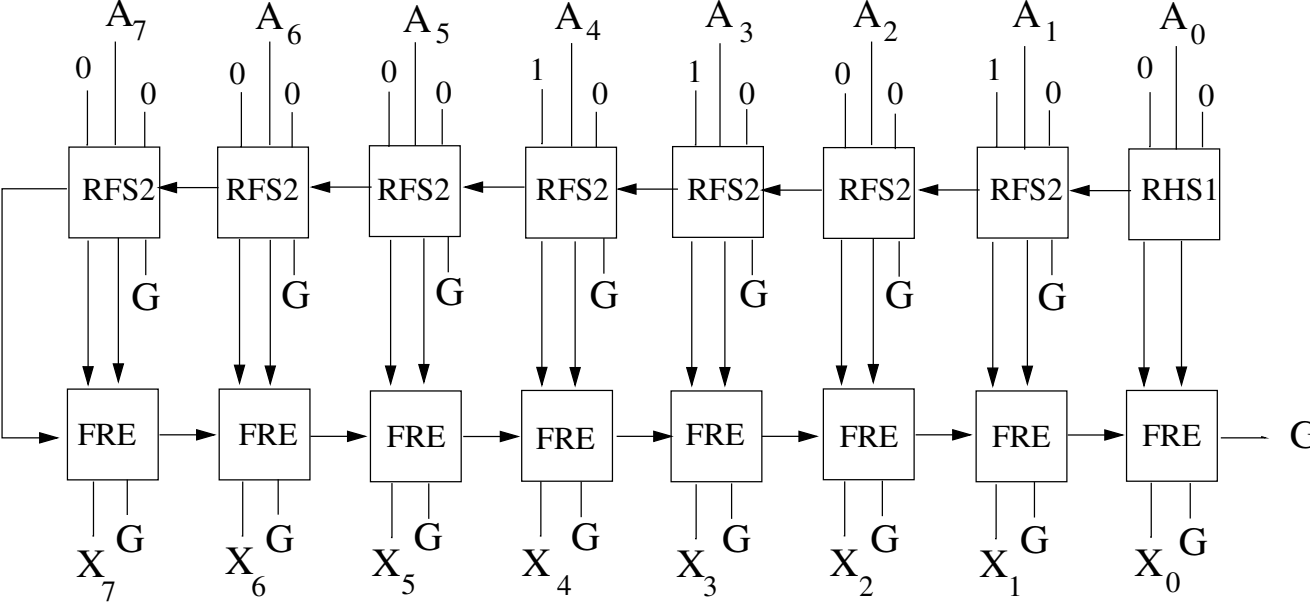 A7 A6 A5 A4 A3 A2 A1 A0
0 0 0 0 0 0 1 0 1 0 0 0 1 0 0 0
RFS2 RFS2 RFS2 RFS2 RFS2 RFS2 RFS2 RHS1
G G G G G G G
FRE FRE FRE FRE FRE FRE FRE FRE G
G G G G G G G G
X7 X6 X5 X4 X3 X2 X1 X0